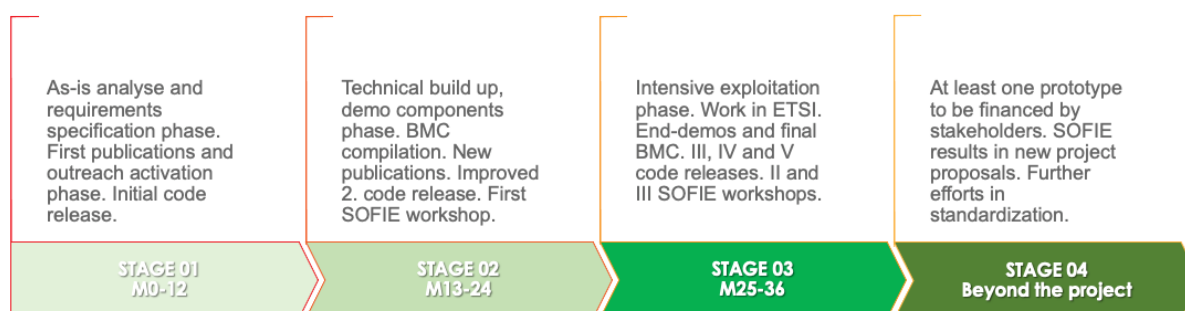 As-is analyse and
requirements
specification phase.
First publications and
outreach activation
phase. Initial code
release.
STAGE 01
M0-12
Technical build up,
demo components
phase. BMC
compilation. New
publications. Improved
2. code release. First
SOFIE workshop.
STAGE 02
M13-24
Intensive exploitation
phase. Work in ETSI.
End-demos and final
BMC. III, IV and V
code releases. II and
III SOFIE workshops.
STAGE 03
M25-36
At least one prototype
to be financed by
stakeholders. SOFIE
results in new project
proposals. Further
efforts in
standardization.
STAGE 04
Beyond the project